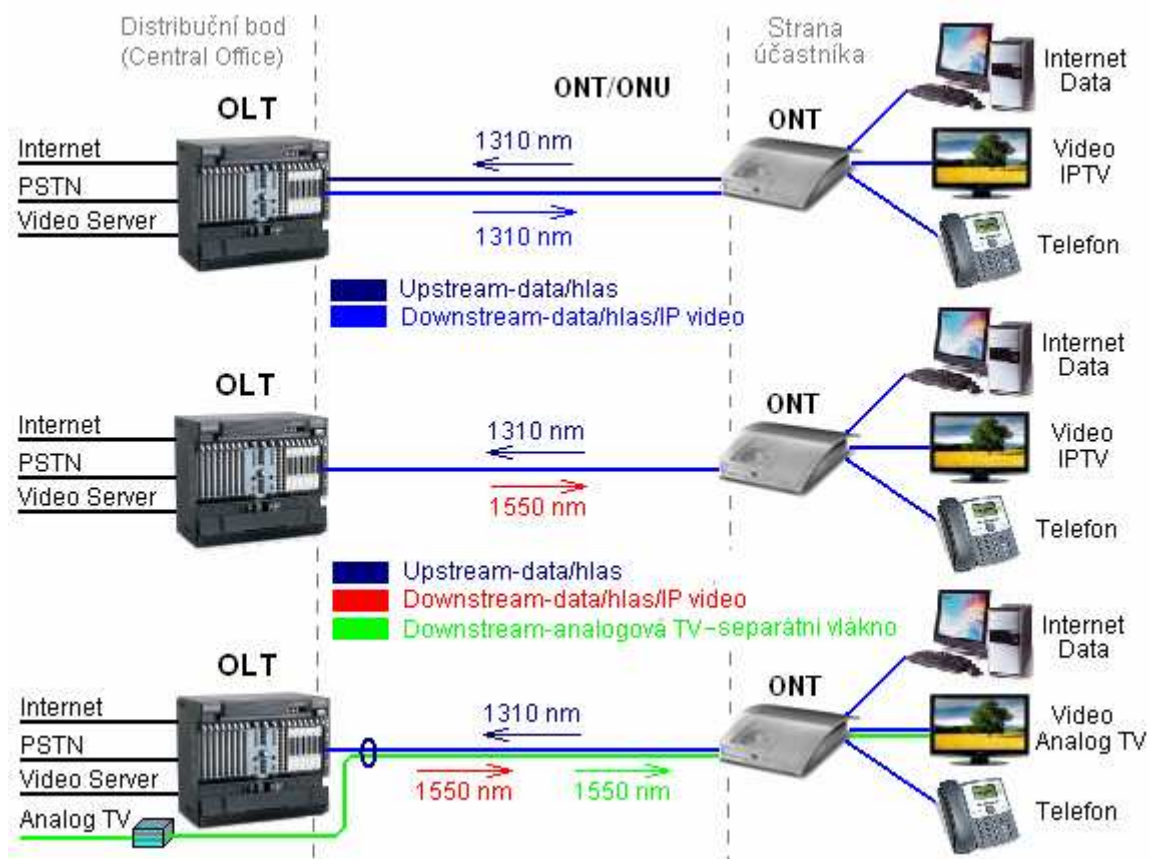 Distribuční bod
(Central Office)
Strana
účastníka
ONT/ONU
OLT
ONT
Internet
PSTN
Video Server
1310 nm
1310 nm
Internet
Data
Video
IPTV
Telefon
Upstream-data/hlas
Downstream-data/hlas/IP video
OLT
ONT
Internet
PSTN
Video Server
1310 nm
1550 nm
Internet
Data
Video
IPTV
Telefon
Upstream-data/hlas
Downstream-data/hlas/IP video
Downstream-analogová TV-separátní vlákno
OLT
ONT
Internet
PSTN
Video Server
Analog TV
1310 nm
1550 nm
1550 nm
Internet
Data
Video
Analog TV
Telefon